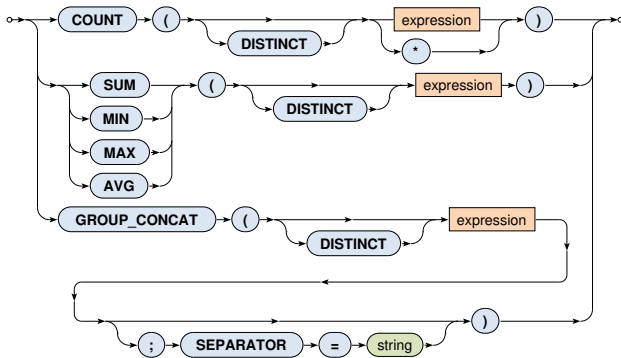 COUNT ( DISTINCT expression * )
SUM ( DISTINCT expression )
MIN
MAX
AVG
GROUP_CONCAT ( DISTINCT expression
; SEPARATOR = string )